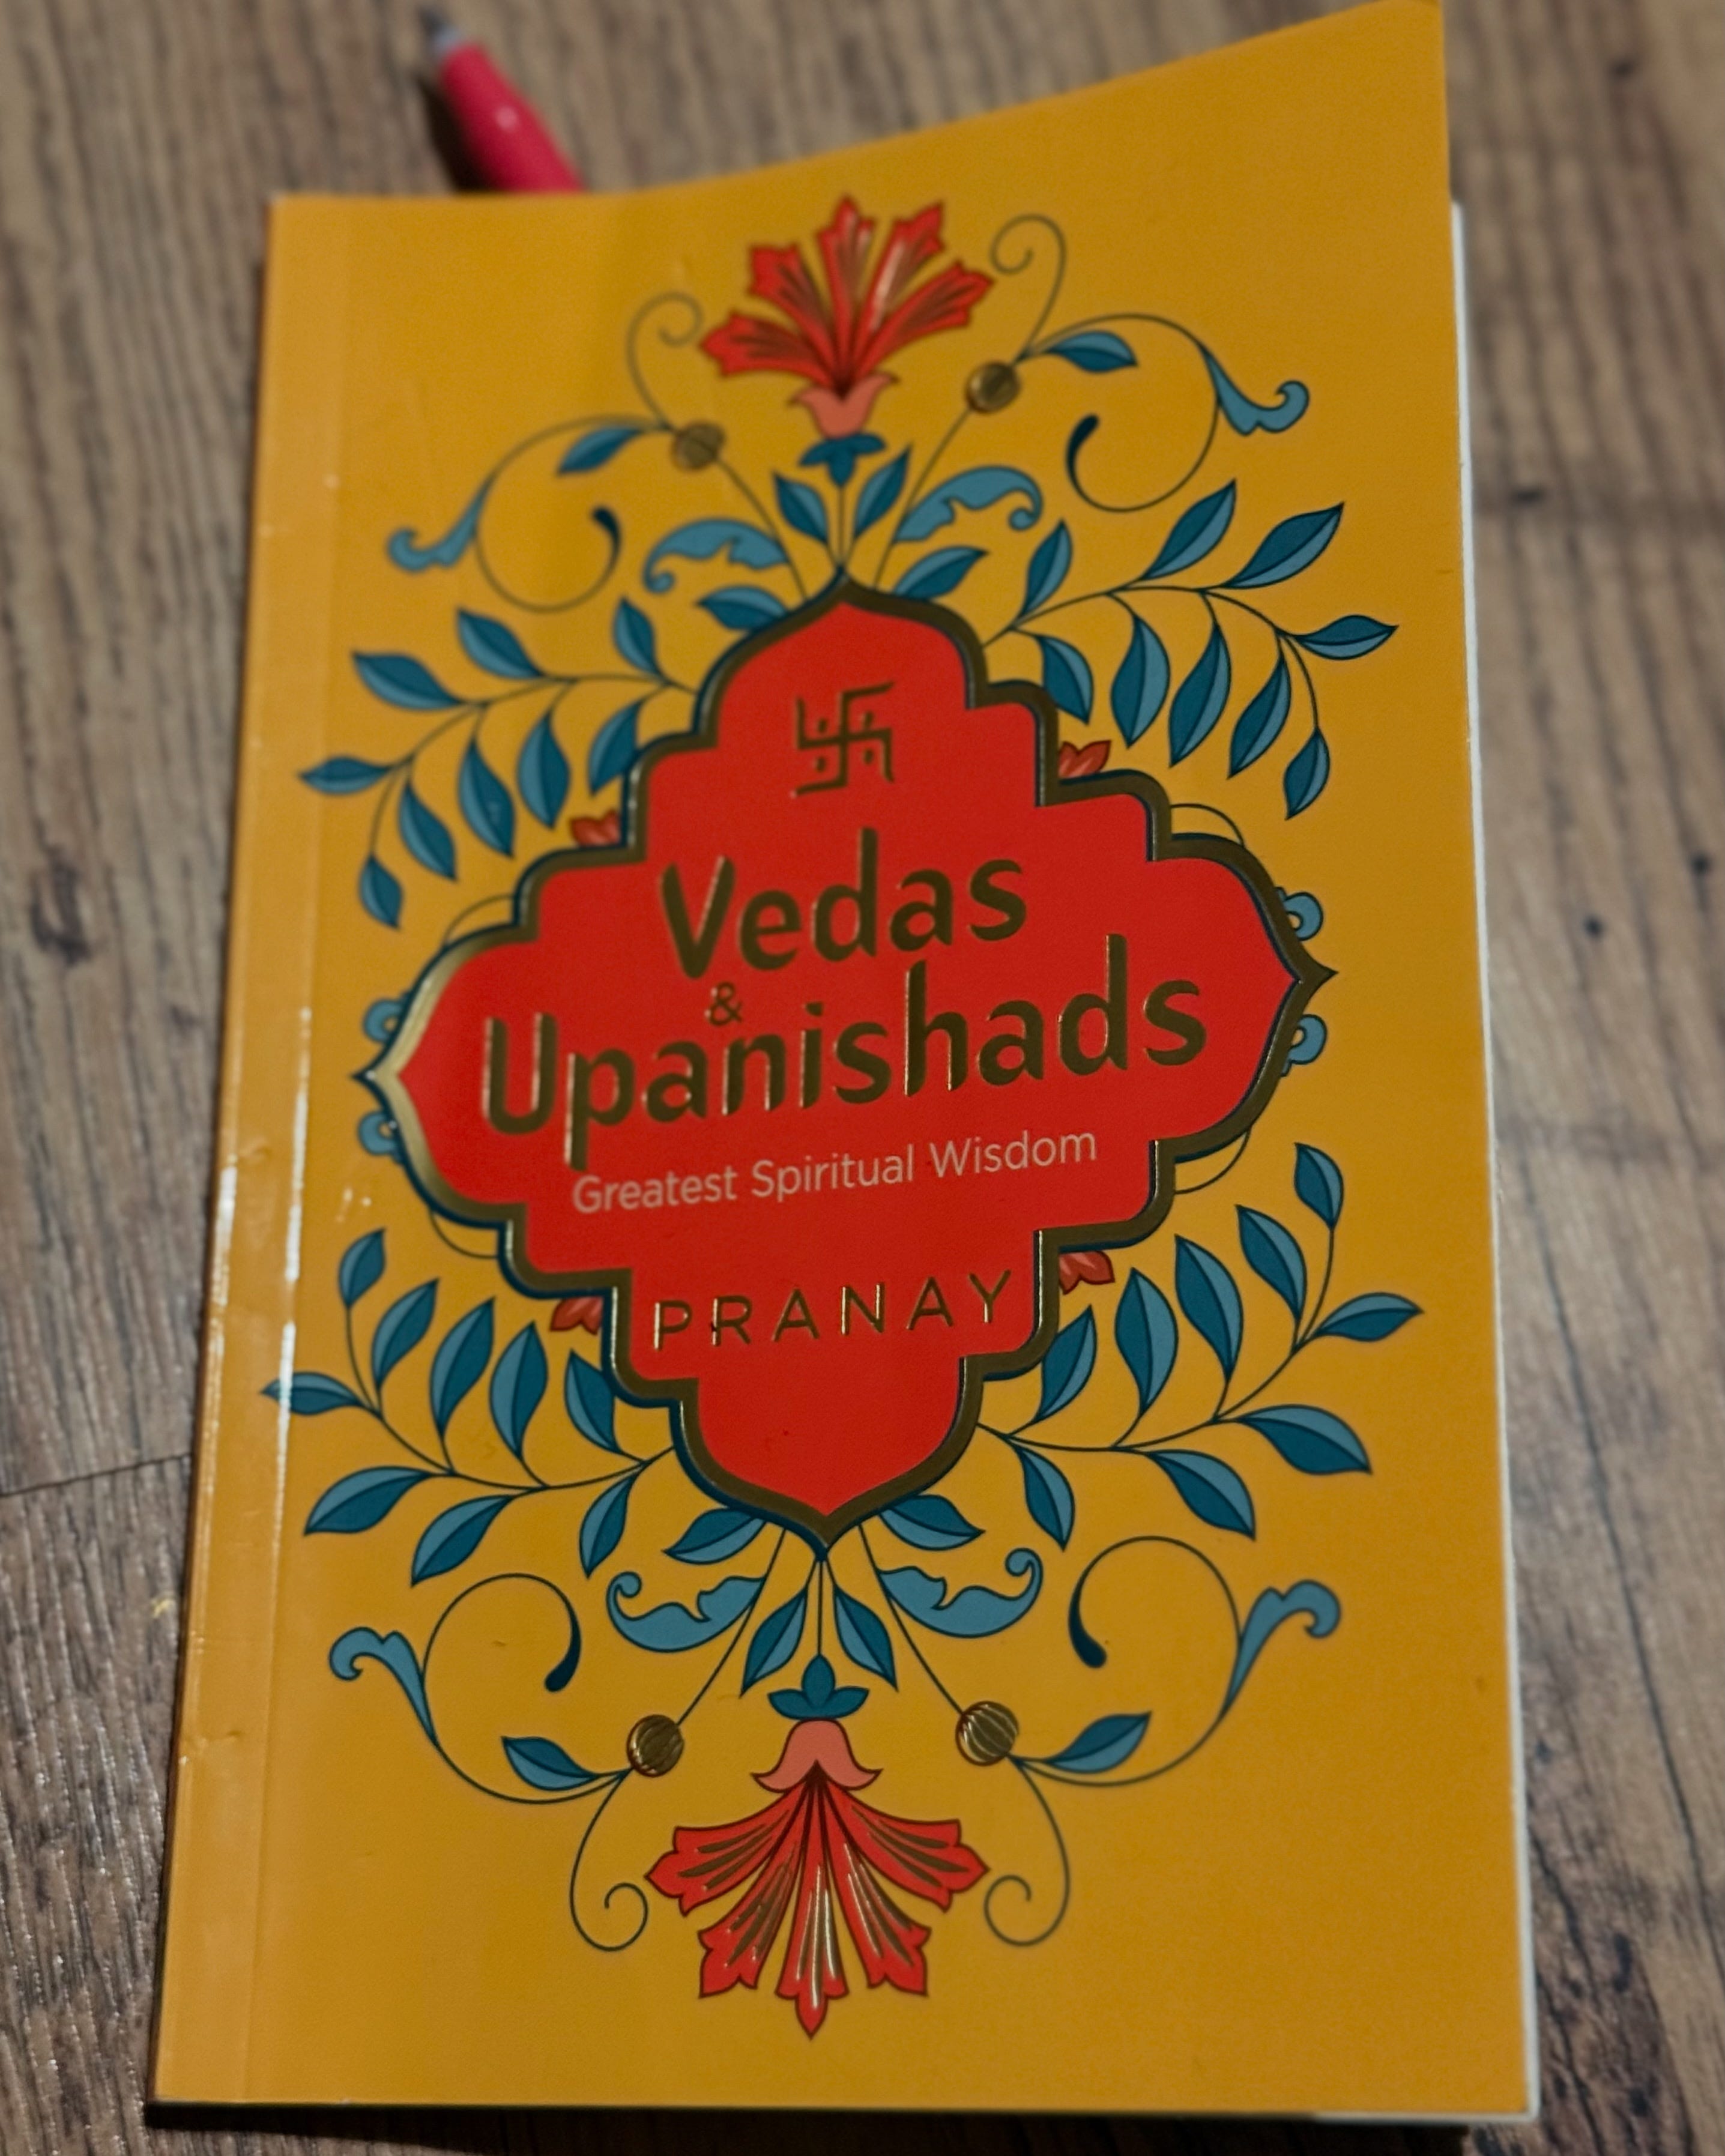 Vedas
&
Upanishads
Greatest Spiritual Wisdom
PRANAY